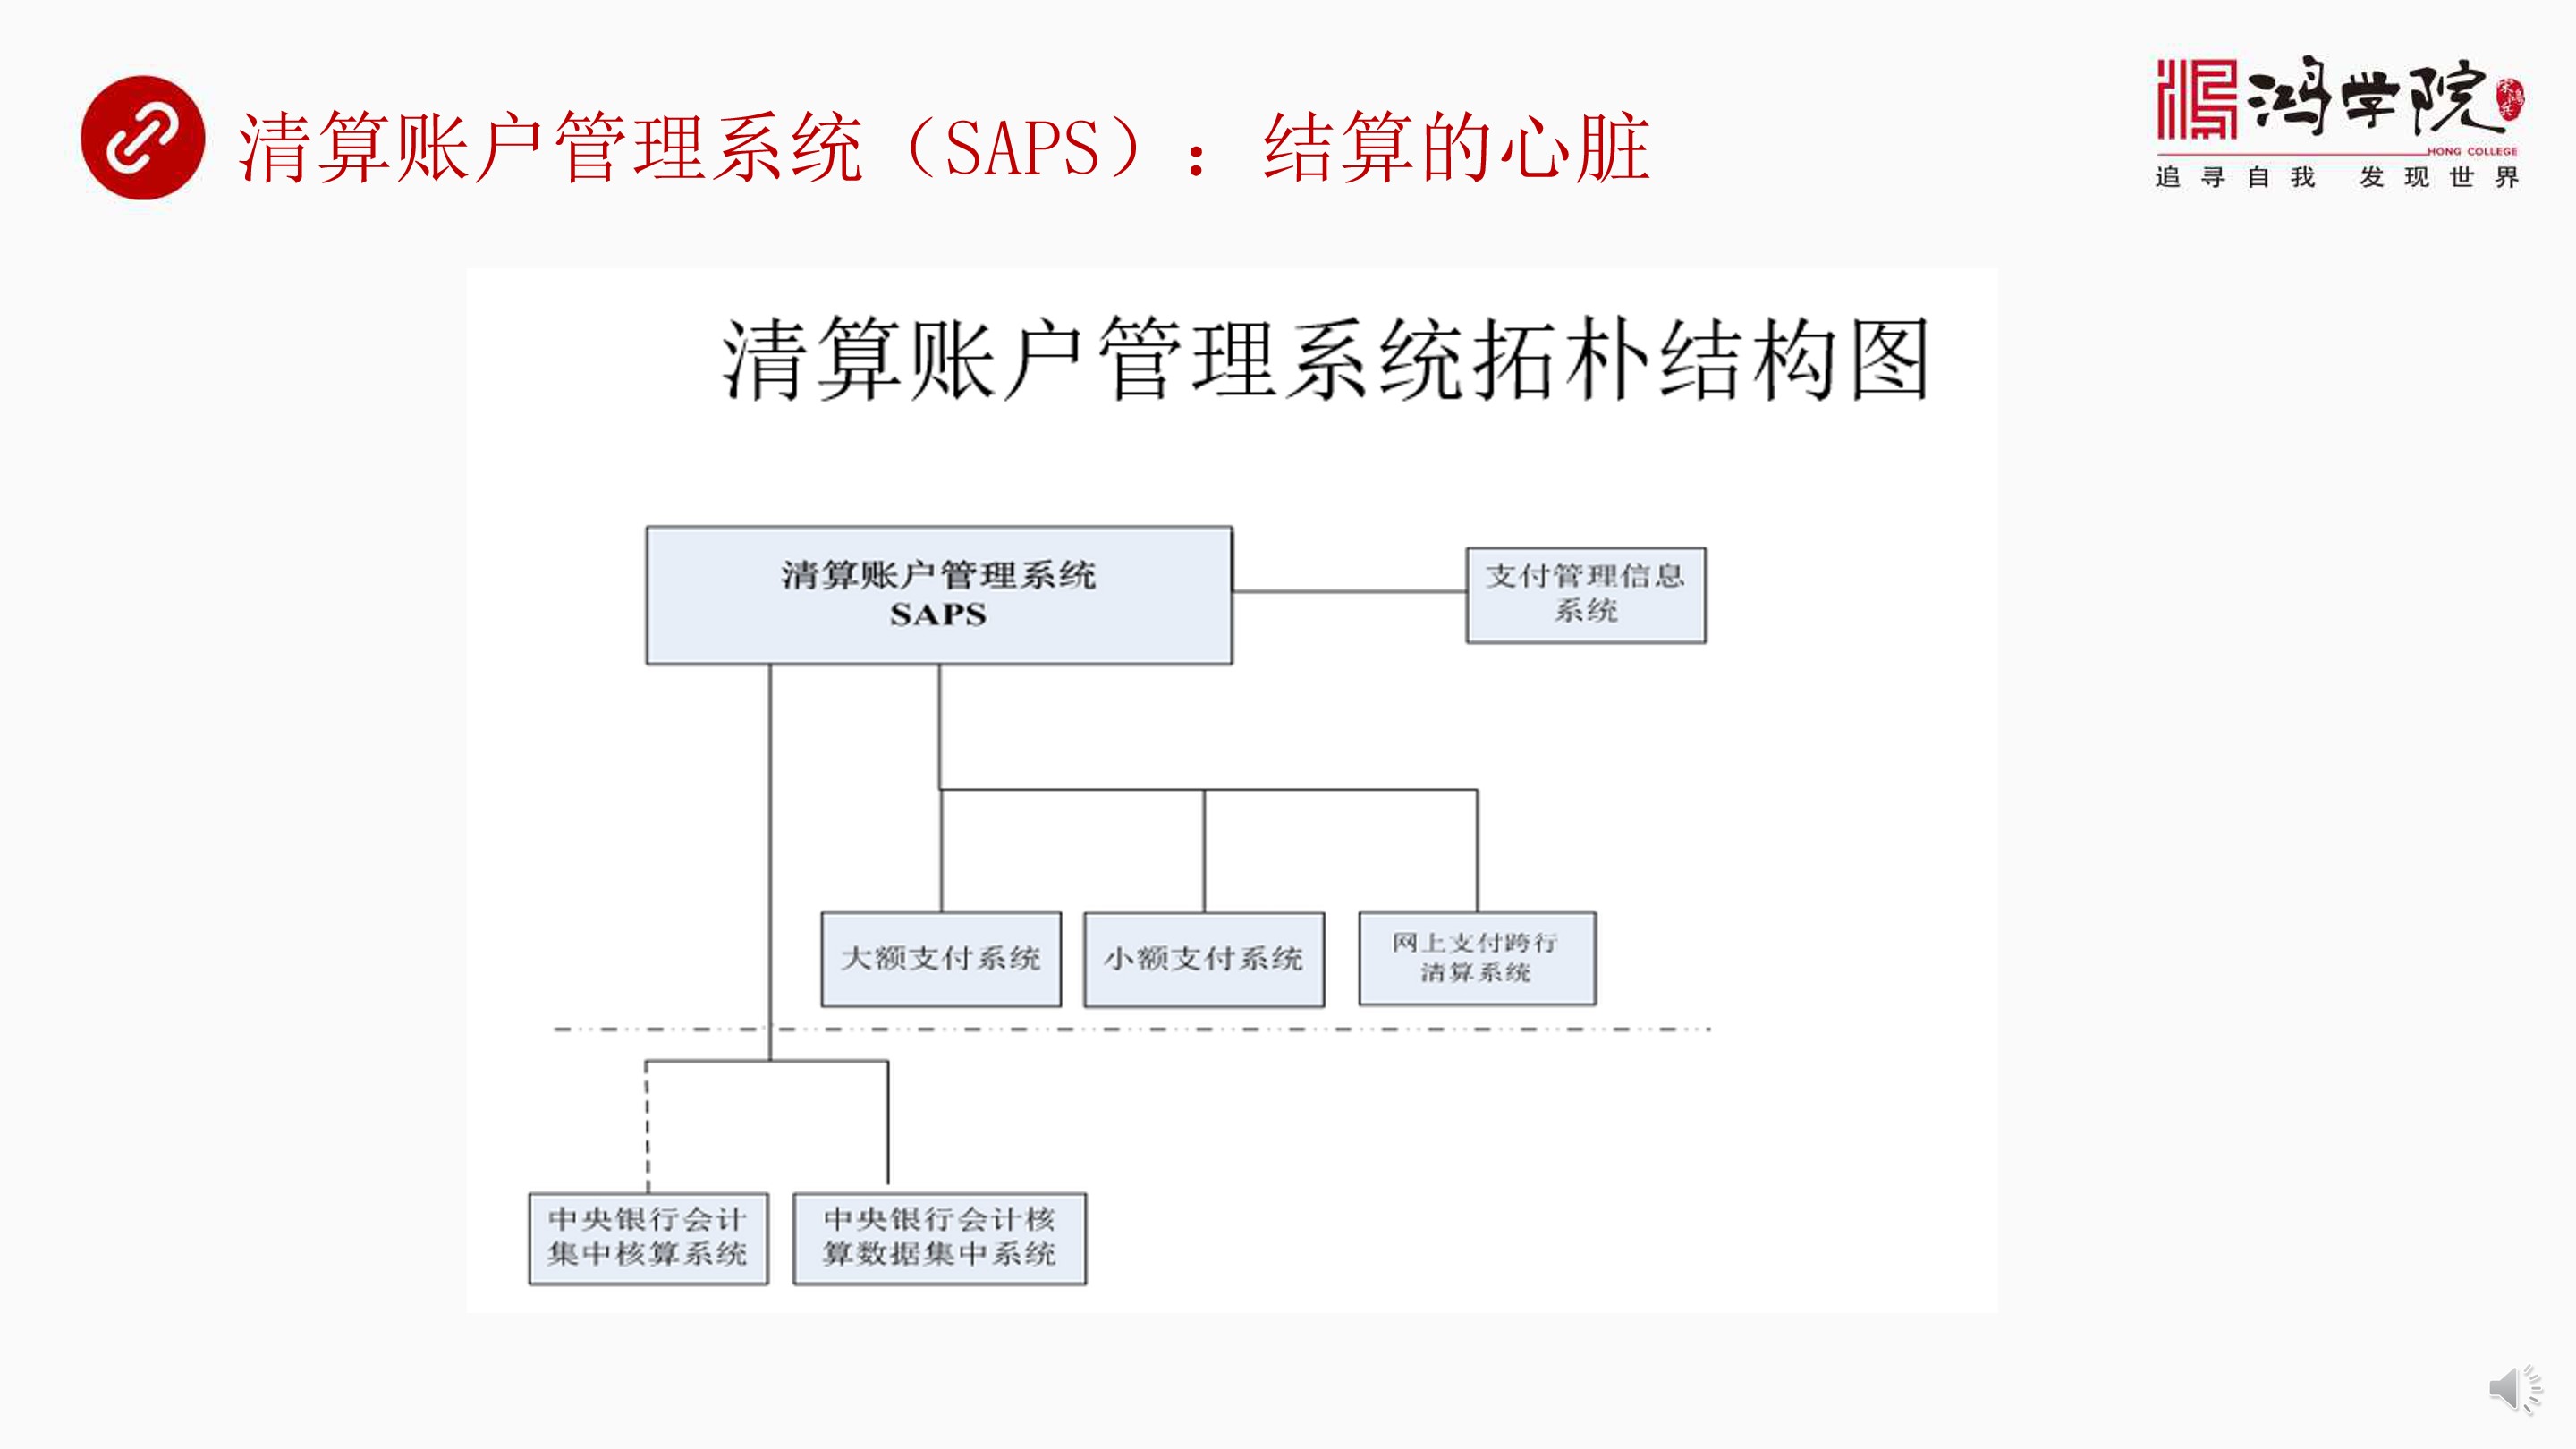 清算账户管理系统（SAPS）：结算的心脏
鸿学院
HONG COLLEGE
追寻自我 发现世界
清算账户管理系统拓朴结构图
清算账户管理系统
SAPS
支付管理信息
系统
大额支付系统
小额支付系统
网上支付跨行
清算系统
中央银行会计
集中核算系统
中央银行会计核
算数据集中系统